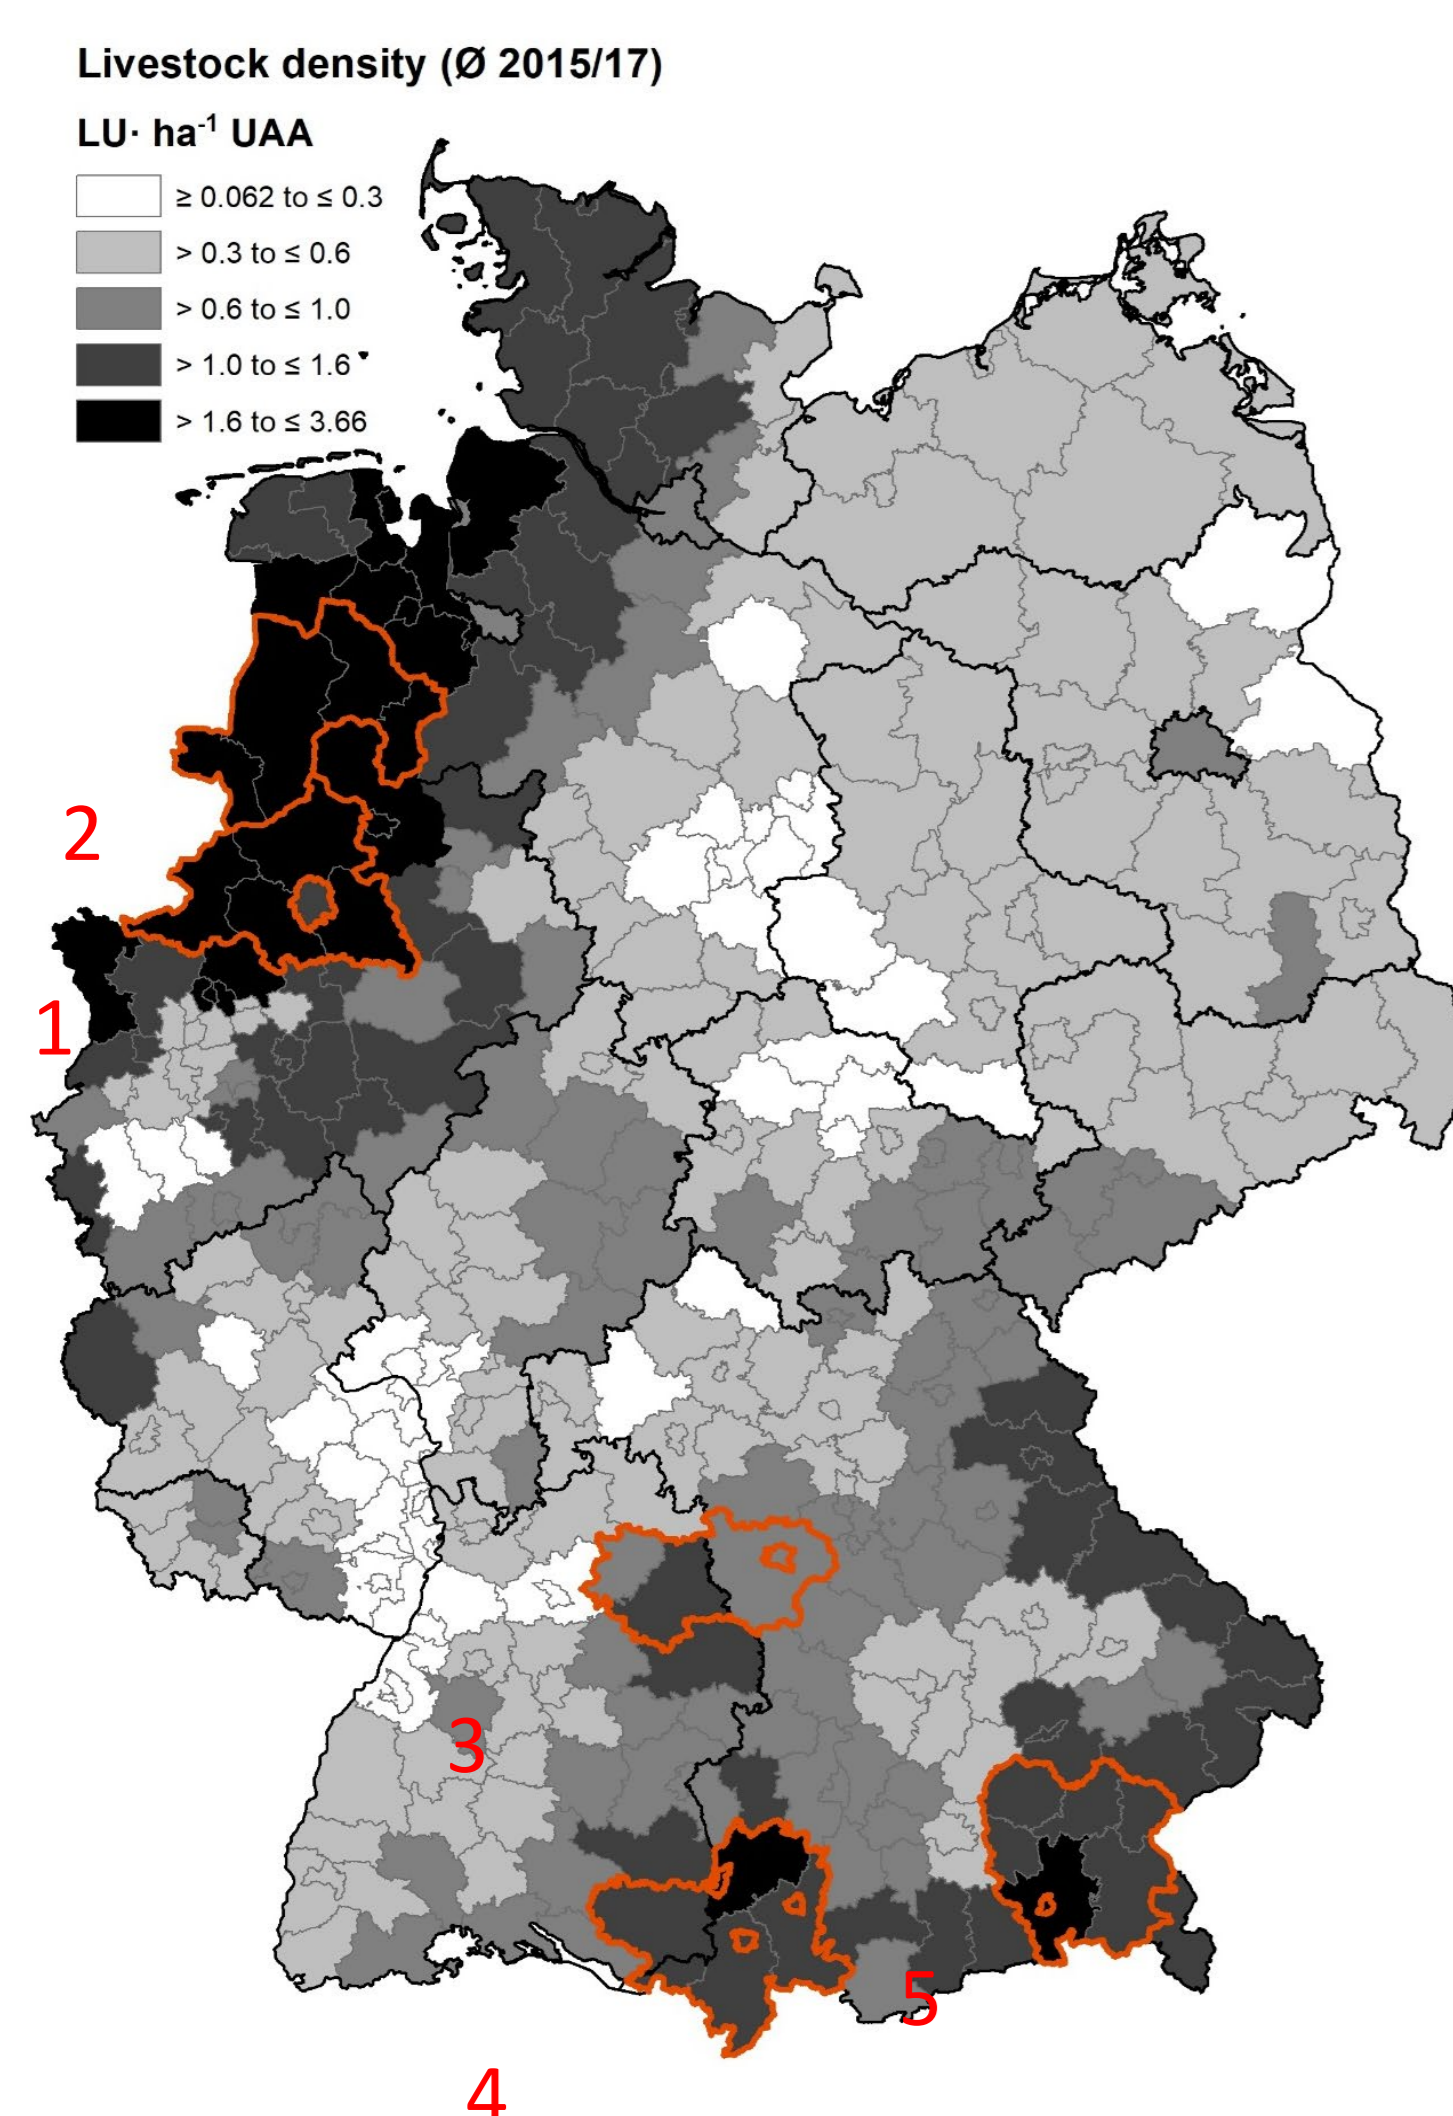 Livestock density (Ø 2015/17)
LU· ha⁻¹ UAA
≥ 0.062 to ≤ 0.3
> 0.3 to ≤ 0.6
> 0.6 to ≤ 1.0
> 1.0 to ≤ 1.6
> 1.6 to ≤ 3.66
2
1
3
5
4